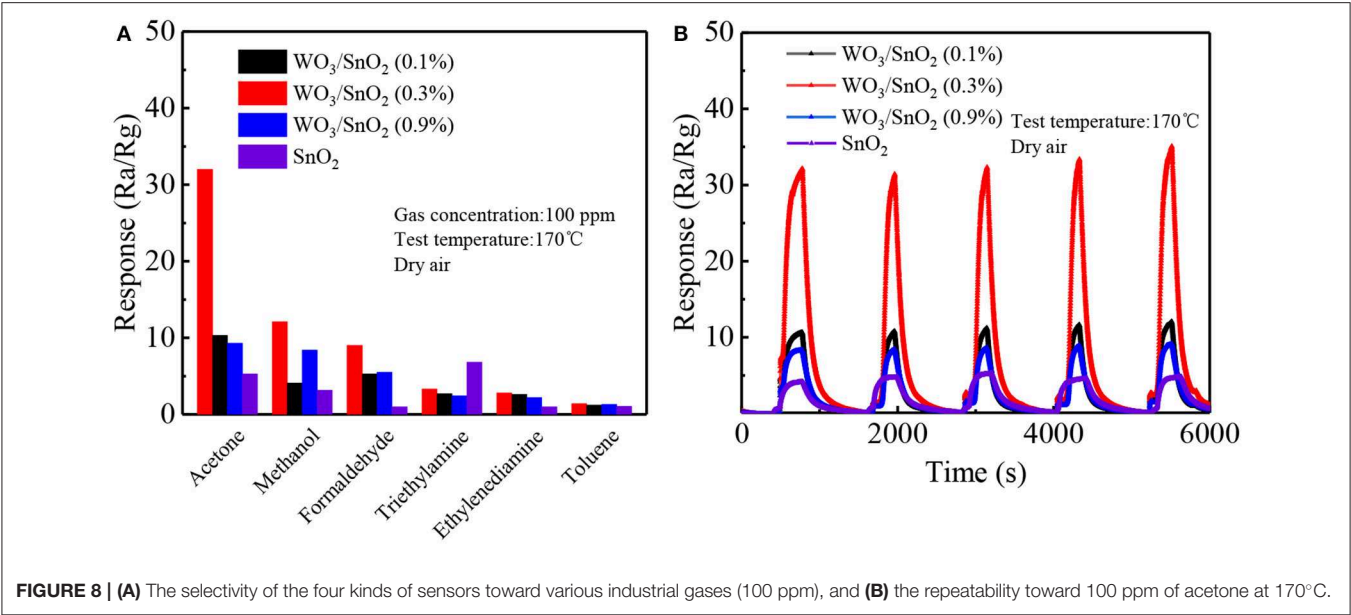 A
50
40
30
20
10
0
Response (Ra/Rg)
WO₃/SnO₂ (0.1%)
WO₃/SnO₂ (0.3%)
WO₃/SnO₂ (0.9%)
SnO₂
Gas concentration:100 ppm
Test temperature:170℃
Dry air
Acetone
Methanol
Formaldehyde
Triethylamine
Ethylenediamine
Toluene
B
50
40
30
20
10
0
Response (Ra/Rg)
WO₃/SnO₂ (0.1%)
WO₃/SnO₂ (0.3%)
WO₃/SnO₂ (0.9%)
SnO₂
Test temperature:170℃
Dry air
0
2000
4000
6000
Time (s)
FIGURE 8 | (A) The selectivity of the four kinds of sensors toward various industrial gases (100 ppm), and (B) the repeatability toward 100 ppm of acetone at 170°C.